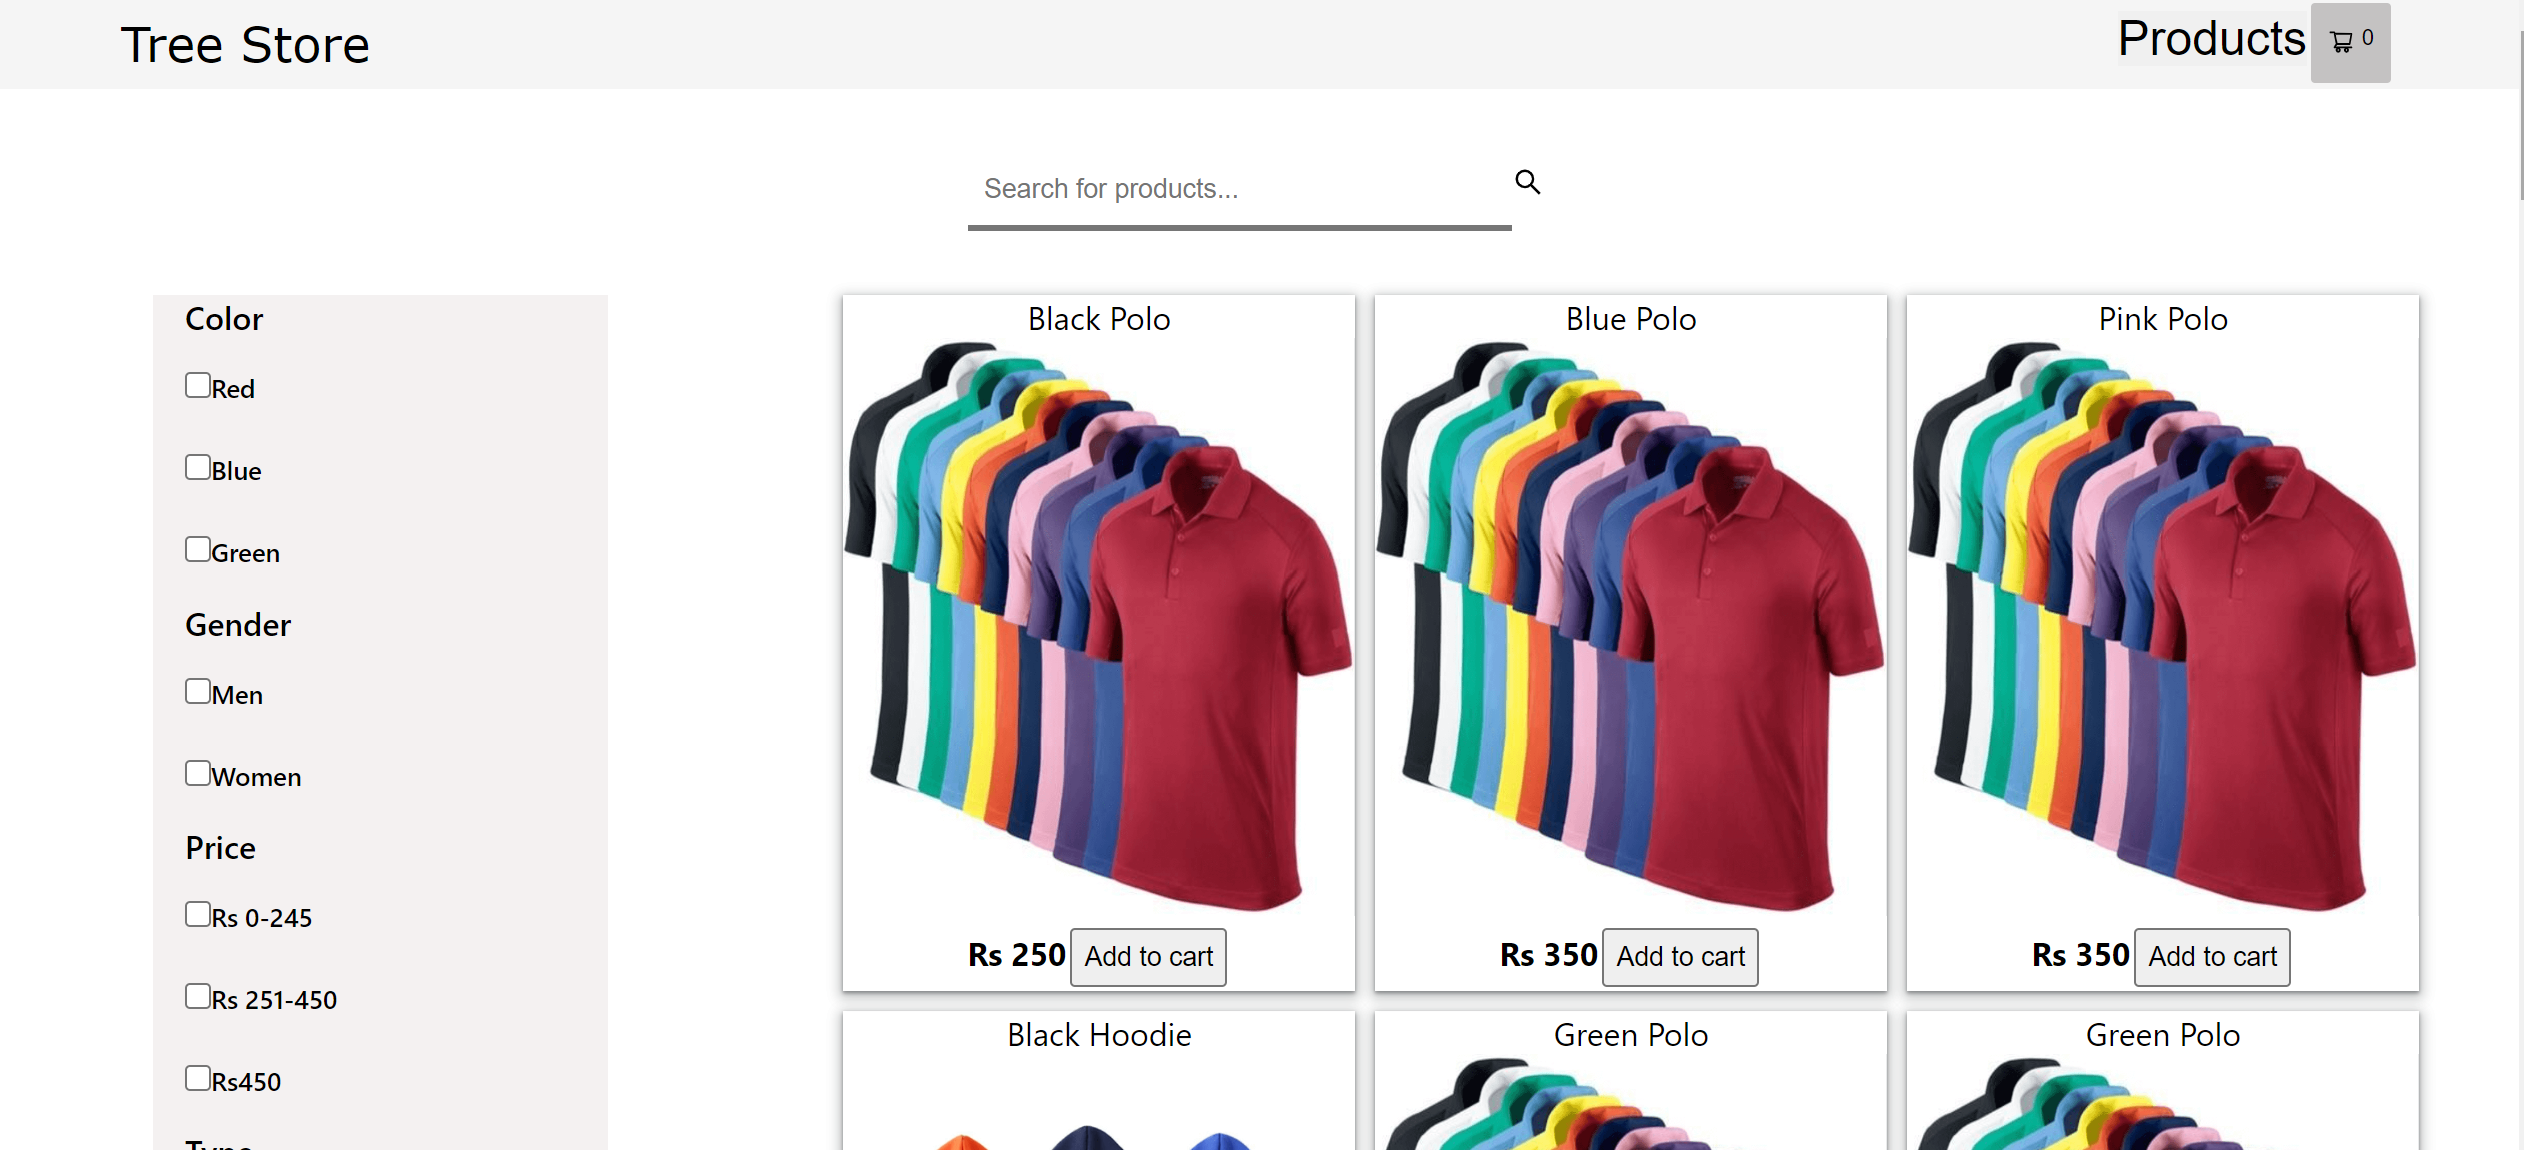 Tree Store
Products
0
Search for products...
Color
Red
Blue
Green
Gender
Men
Women
Price
Rs 0-245
Rs 251-450
Rs450
Type
Black Polo
Rs 250 Add to cart
Blue Polo
Rs 350 Add to cart
Pink Polo
Rs 350 Add to cart
Black Hoodie
Green Polo
Green Polo